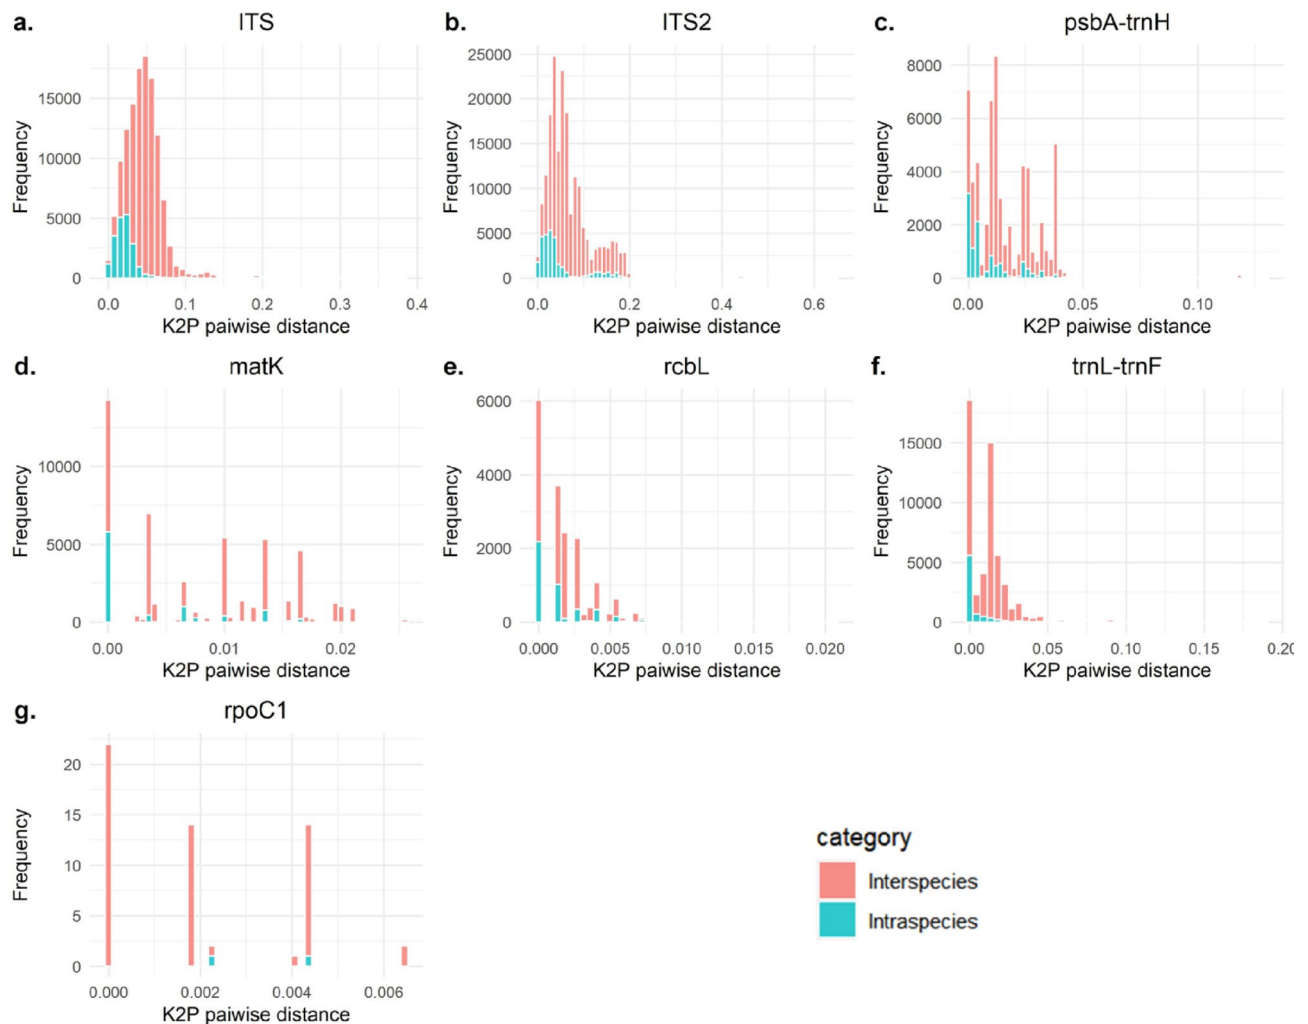 a. ITS
20000
15000
10000
5000
0
Frequency
0.0 0.1 0.2 0.3 0.4
K2P paiwise distance
b. ITS2
25000
20000
15000
10000
5000
0
Frequency
0.0 0.2 0.4 0.6
K2P paiwise distance
c. psbA-trnH
8000
6000
4000
2000
0
Frequency
0.00 0.05 0.10
K2P paiwise distance
d. matK
10000
5000
0
Frequency
0.00 0.01 0.02
K2P paiwise distance
e. rcbL
6000
4000
2000
0
Frequency
0.000 0.005 0.010 0.015 0.020
K2P paiwise distance
f. trnL-trnF
15000
10000
5000
0
Frequency
0.00 0.05 0.10 0.15 0.20
K2P paiwise distance
g. rpoC1
20
15
10
5
0
Frequency
0.000 0.002 0.004 0.006
K2P paiwise distance
category
Interspecies
Intraspecies